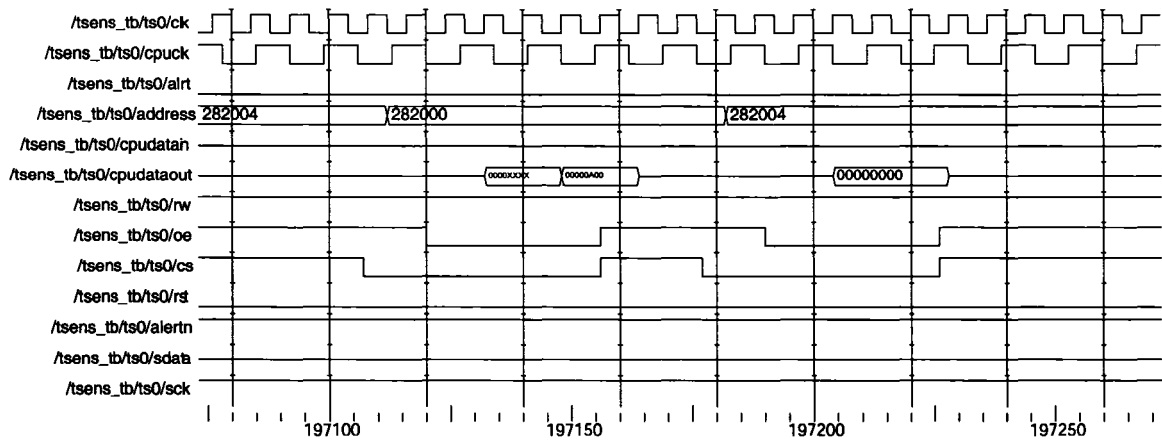 /tsens_tb/ts0/ck
/tsens_tb/ts0/cpuck
/tsens_tb/ts0/alrt
/tsens_tb/ts0/address 282004 282000 282004
/tsens_tb/ts0/cpudatain
/tsens_tb/ts0/cpudataout 0000XXXX 00000A00 00000000
/tsens_tb/ts0/rw
/tsens_tb/ts0/oe
/tsens_tb/ts0/cs
/tsens_tb/ts0/rst
/tsens_tb/ts0/alertn
/tsens_tb/ts0/sdata
/tsens_tb/ts0/sck
197100 197150 197200 197250